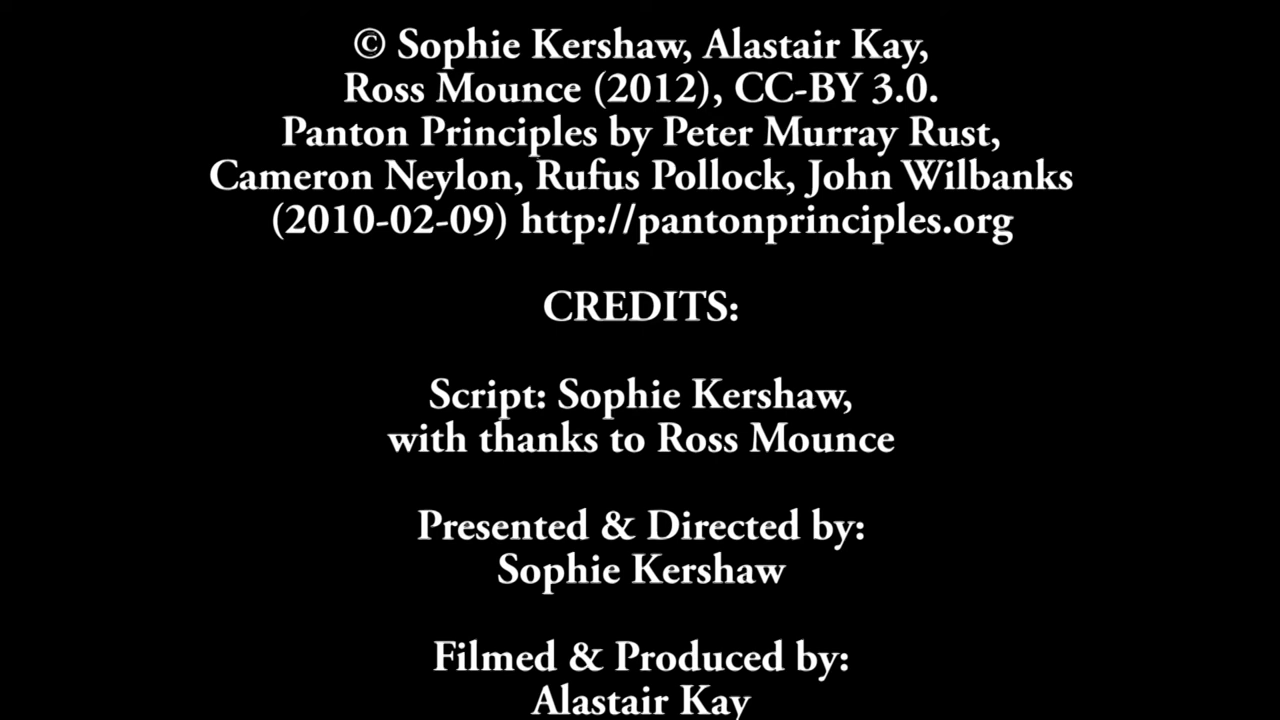 © Sophie Kershaw, Alastair Kay,
Ross Mounce (2012), CC-BY 3.0.
Panton Principles by Peter Murray Rust,
Cameron Neylon, Rufus Pollock, John Wilbanks
(2010-02-09) http://pantonprinciples.org
CREDITS:
Script: Sophie Kershaw,
with thanks to Ross Mounce
Presented & Directed by:
Sophie Kershaw
Filmed & Produced by:
Alastair Kay